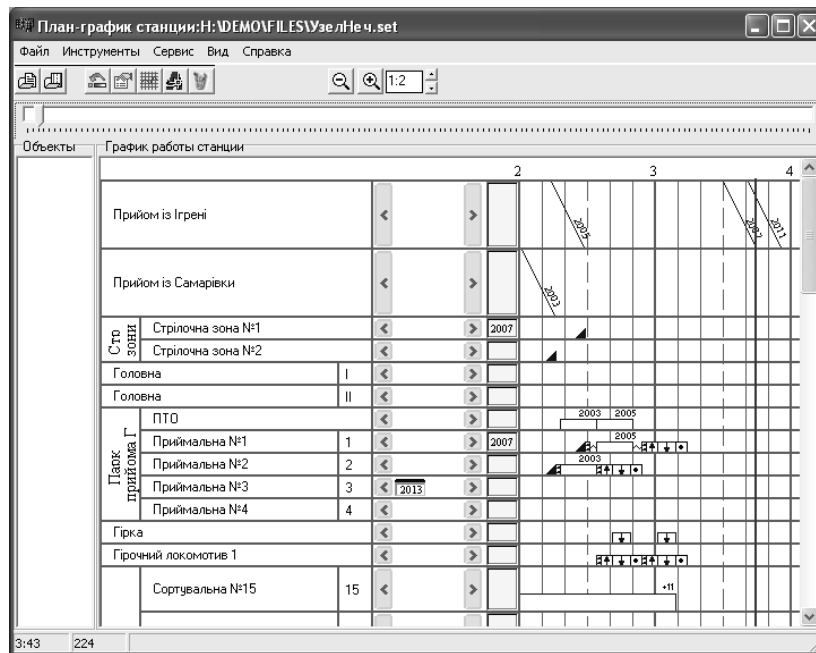 План-график станции:H:\DEMO\FILES\УзелНеч.set
Файл Инструменты Сервис Вид Справка
1:2
Объекты График работы станции
2 3 4
Прийом із Ігрені 2005 2007 2011
Прийом із Самарівки 2003
Стр зони
Стрілочна зона №1 2007
Стрілочна зона №2
Головна I
Головна II
Парк прийома Г
ПТО 2003 2005
Приймальна №1 1 2007 2005
Приймальна №2 2 2003
Приймальна №3 3 2013
Приймальна №4 4
Гірка
Гірочний локомотив 1
Сортувальна №15 15 +11
3:43 224